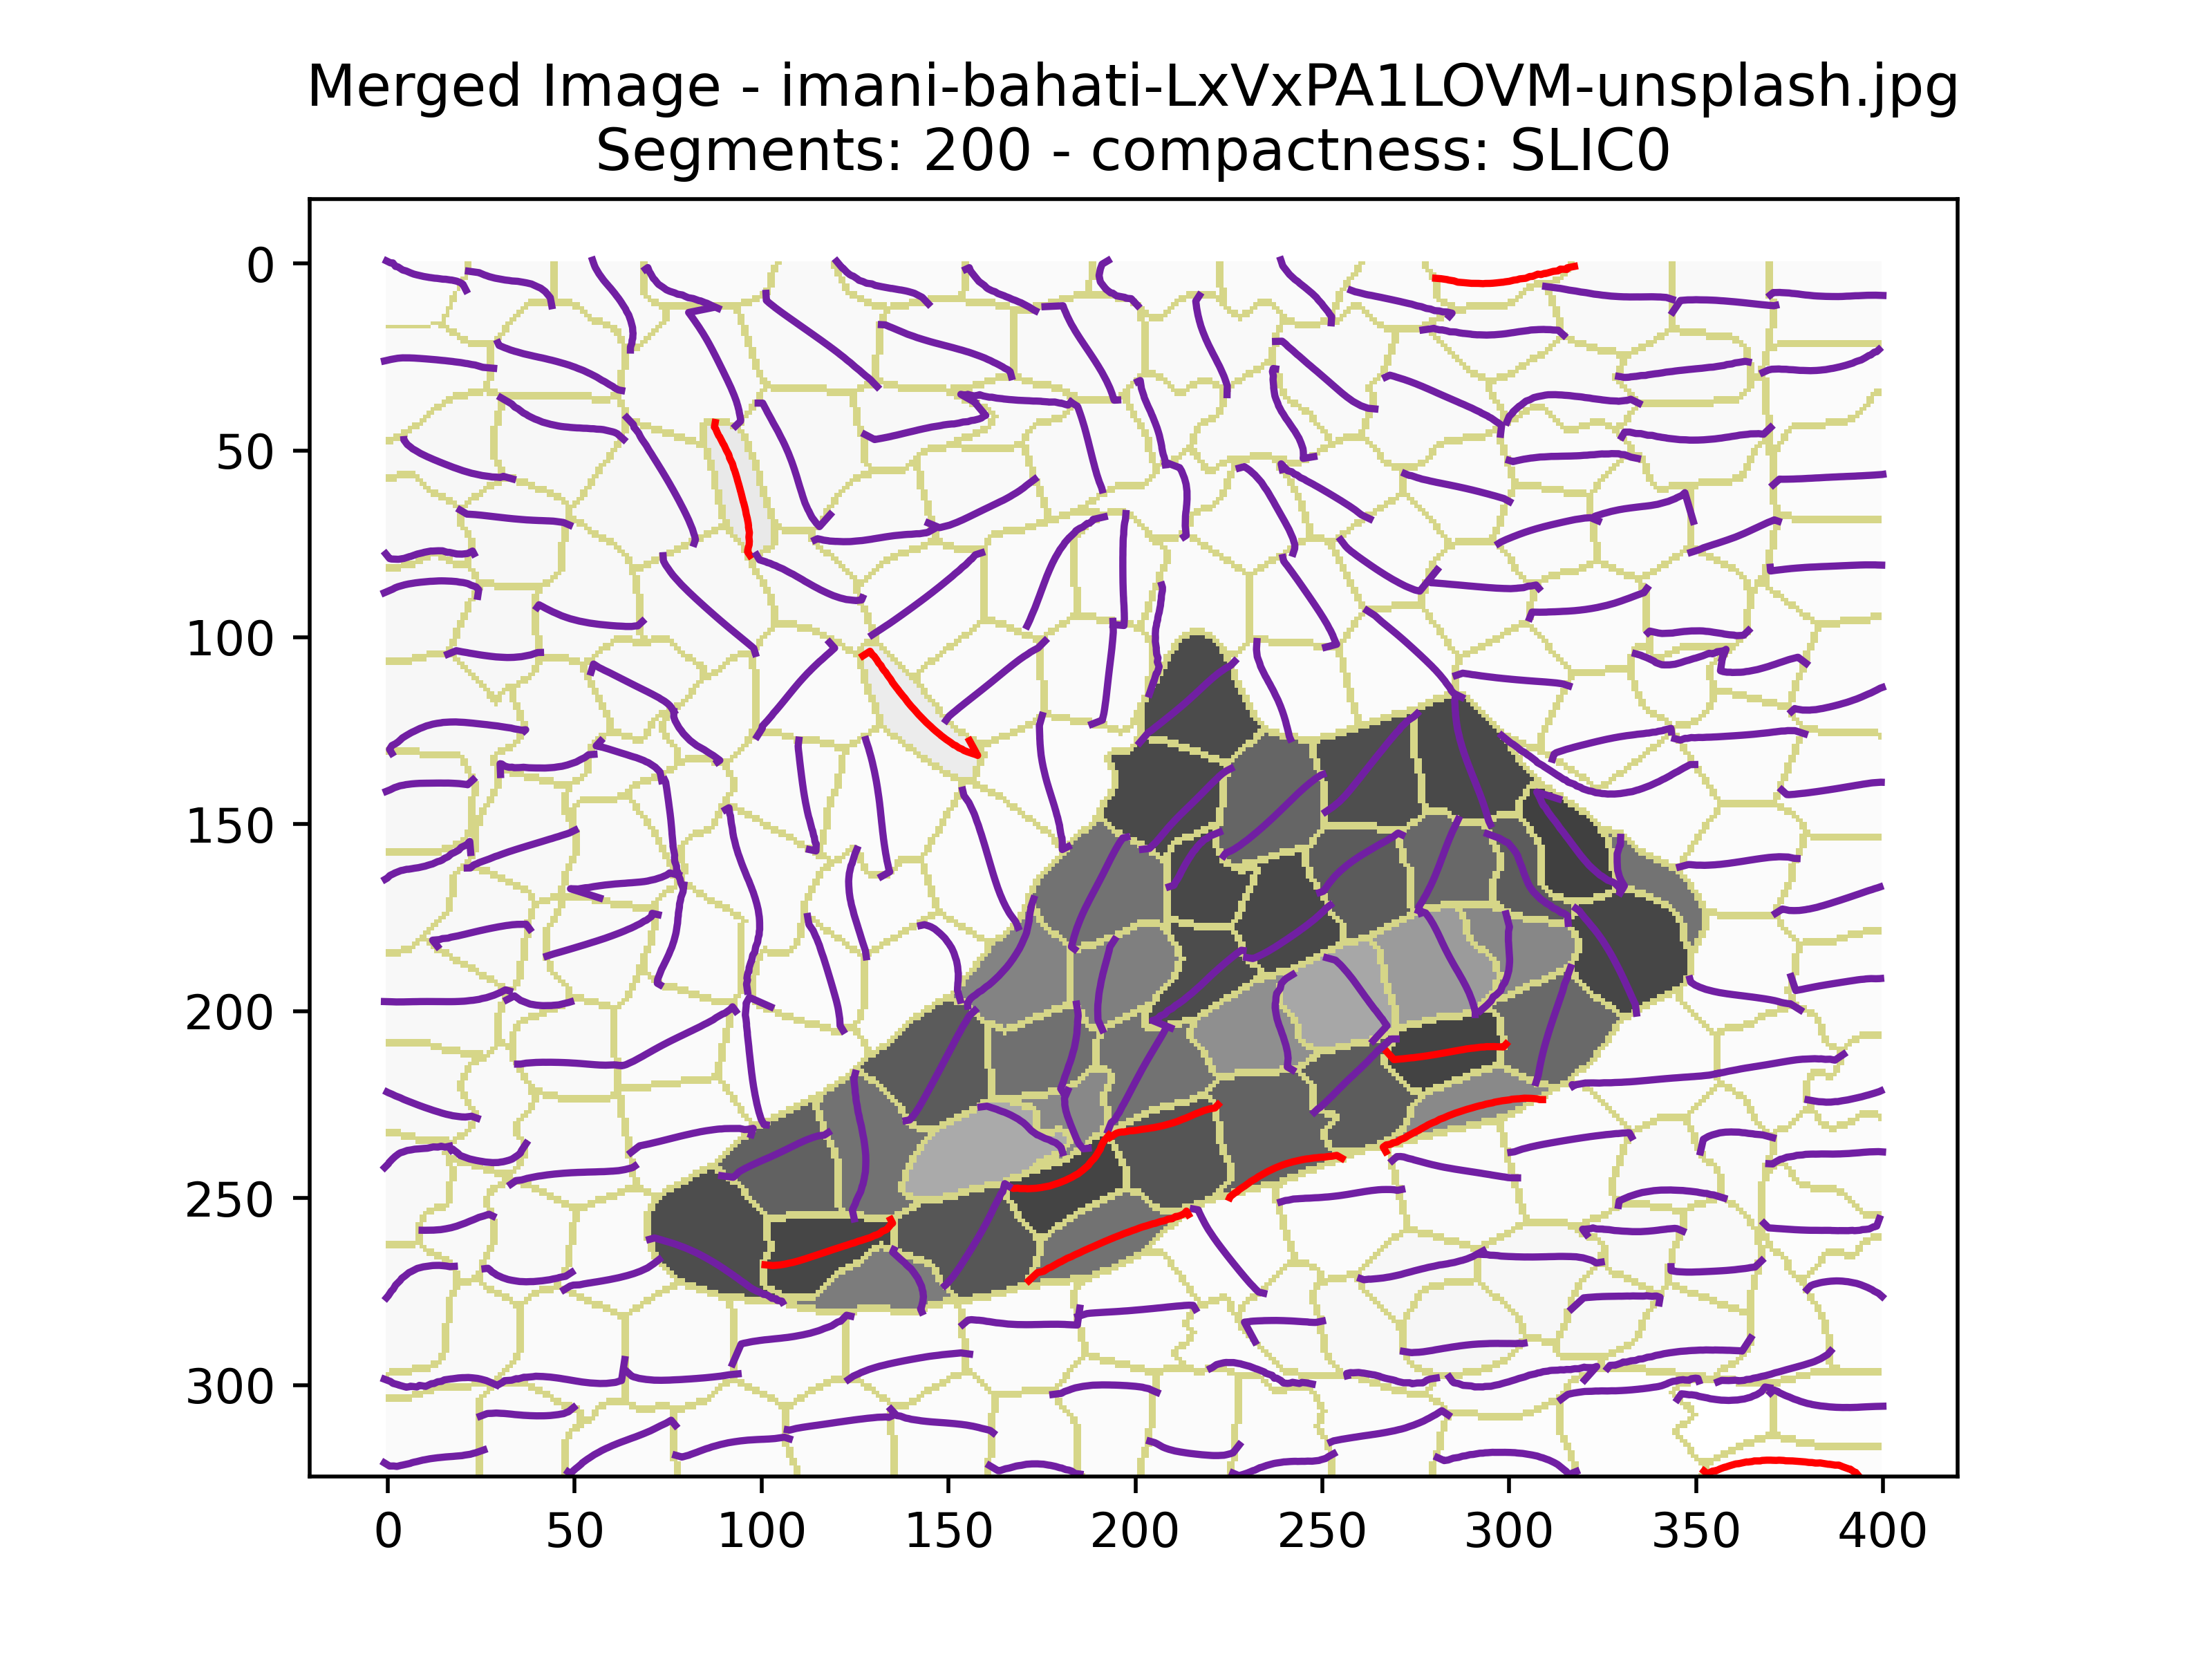 Merged Image - imani-bahati-LxVxPA1LOVM-unsplash.jpg
Segments: 200 - compactness: SLIC0
0
50
100
150
200
250
300
0 50 100 150 200 250 300 350 400